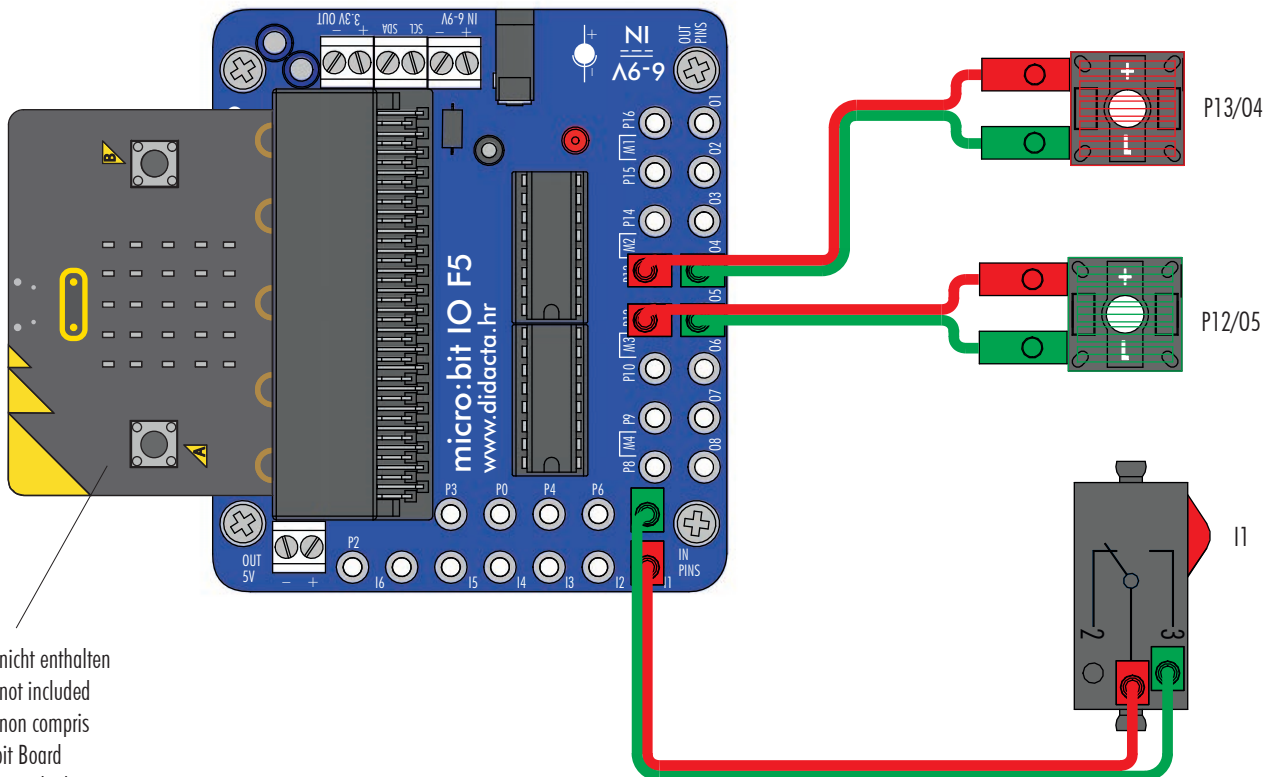 3.3V OUT
− +
SDA SCL
IN 6-9V
− +
IN
6-9V
+
-
OUT
PINS
P16
M1
P15
P14
M2
M3
P10
P9
M4
P8
O1
O2
O3
O4
O5
O6
O7
O8
B
A
micro:bit IO F5
www.didacta.hr
P3 P0 P4 P6
P2
I6 I5 I4 I3 I2 I1
OUT
5V
− +
IN
PINS
+
P13/04
+
P12/05
I1
2 3
nicht enthalten
not included
non compris
bit Board